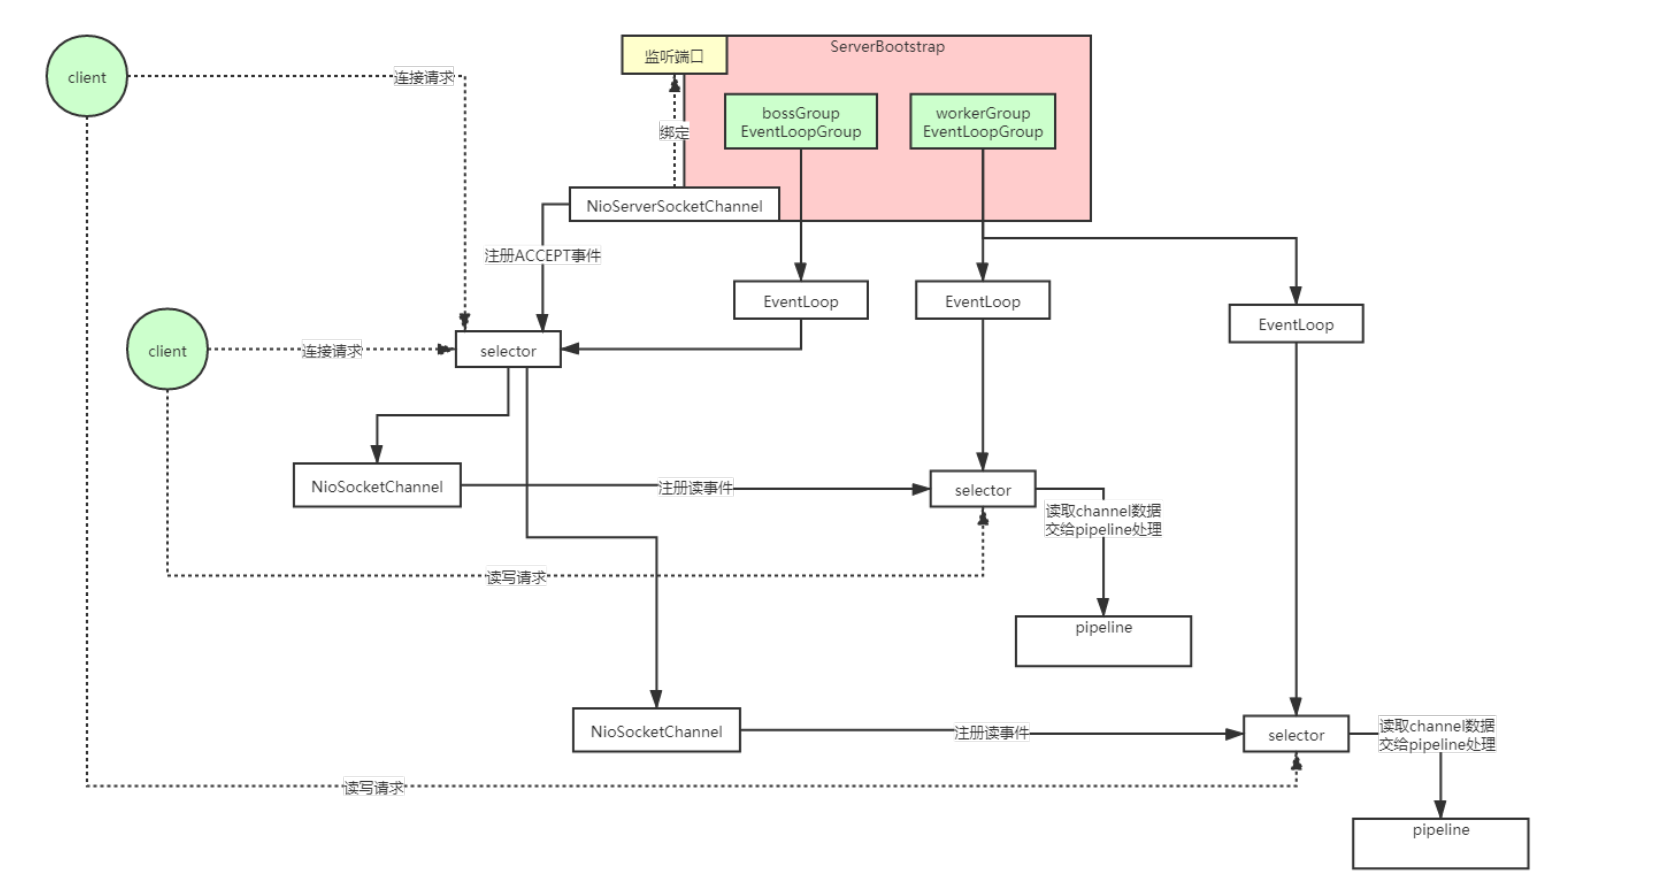 监听端口
ServerBootstrap
client
连接请求
bossGroup
EventLoopGroup
workerGroup
EventLoopGroup
绑定
NioServerSocketChannel
注册ACCEPT事件
EventLoop
EventLoop
EventLoop
client
连接请求
selector
NioSocketChannel
注册读事件
selector
读取channel数据
交给pipeline处理
读写请求
pipeline
NioSocketChannel
注册读事件
selector
读取channel数据
交给pipeline处理
读写请求
pipeline